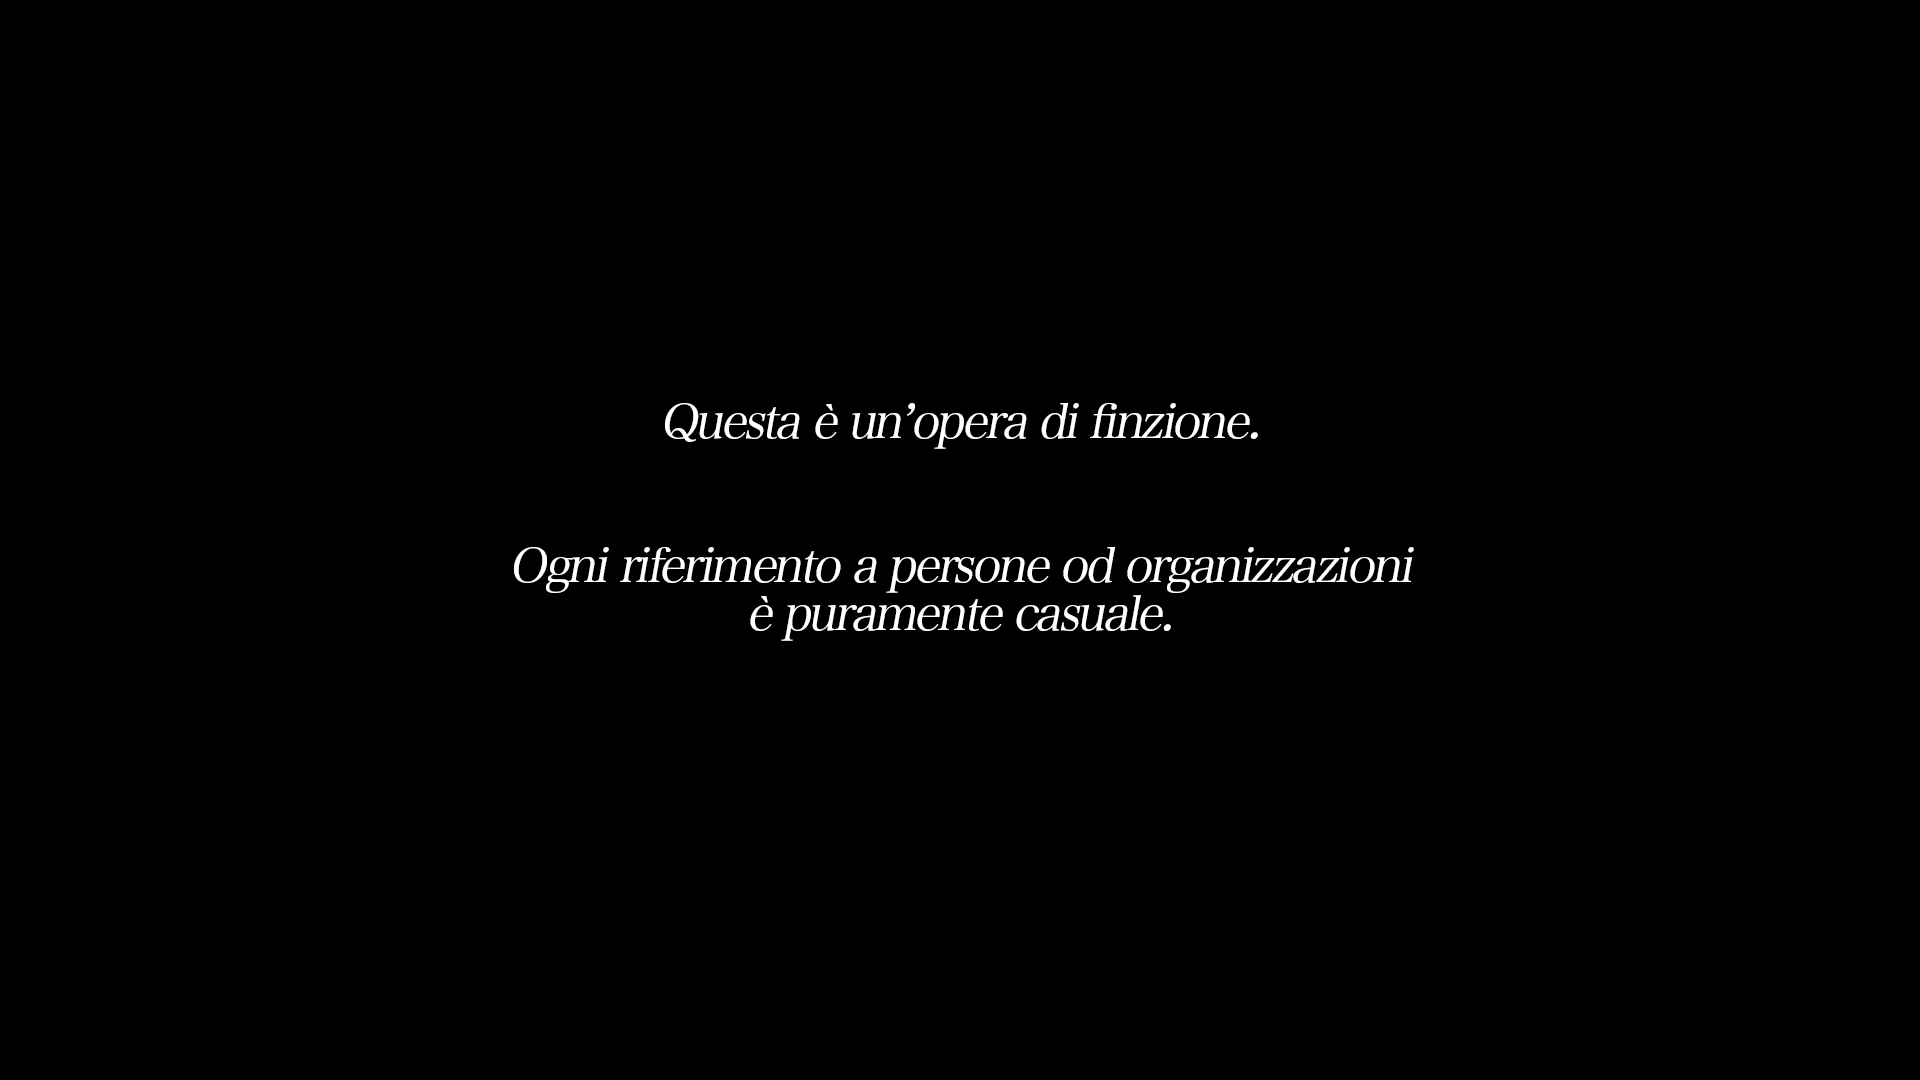 Questa è un’opera di finzione.
Ogni riferimento a persone od organizzazioni
è puramente casuale.